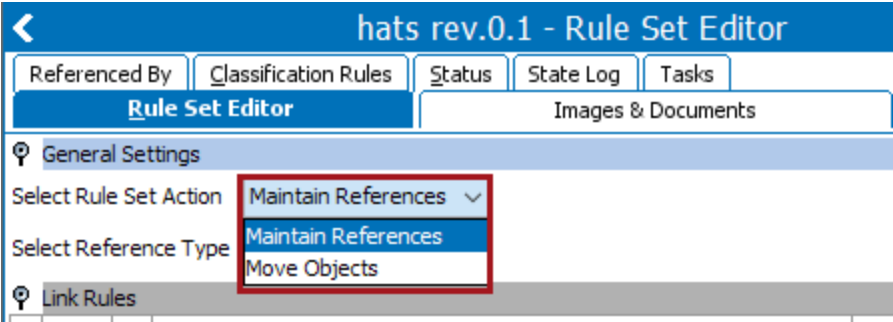 hats rev.0.1 - Rule Set Editor
Referenced By Classification Rules Status State Log Tasks
Rule Set Editor Images & Documents
General Settings
Select Rule Set Action Maintain References
Maintain References
Select Reference Type
Move Objects
Link Rules